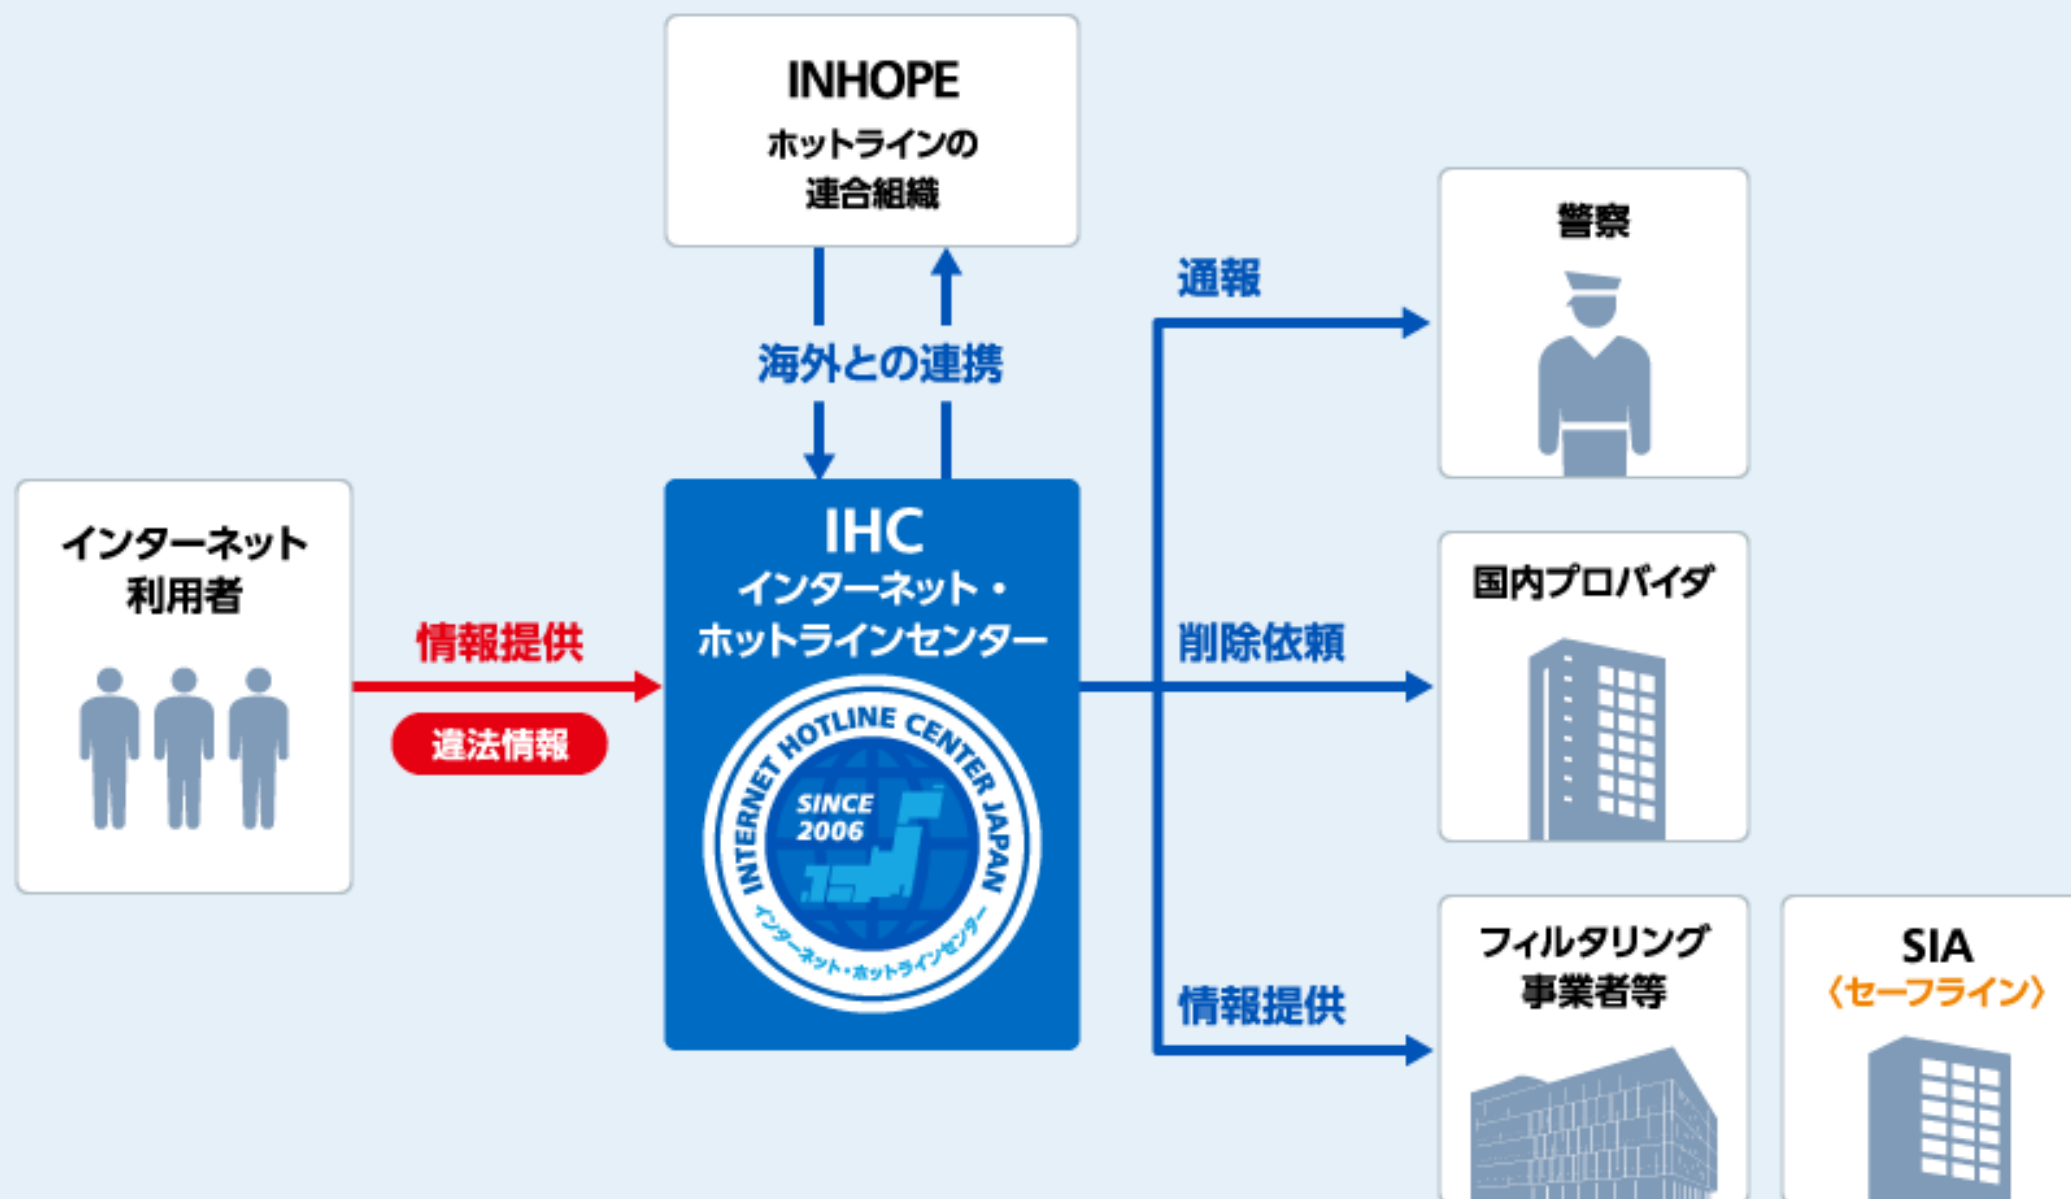 INHOPE
ホットラインの
連合組織
海外との連携
インターネット
利用者
情報提供
違法情報
IHC
インターネット・
ホットラインセンター
INTERNET HOTLINE CENTER JAPAN
SINCE
2006
インターネット・ホットラインセンター
通報
警察
削除依頼
国内プロバイダ
情報提供
フィルタリング
事業者等
SIA
〈セーフライン〉